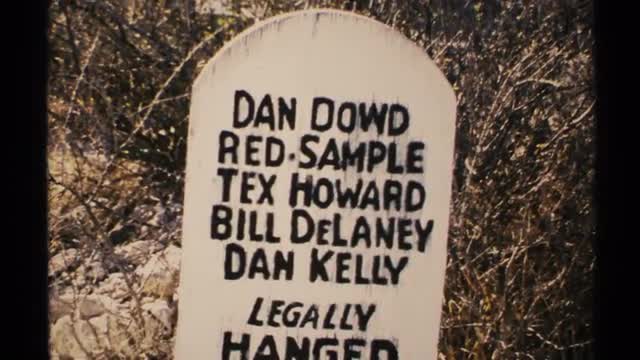 DAN DOWD
RED·SAMPLE
TEX HOWARD
BILL DeLANEY
DAN KELLY
LEGALLY
HANGED